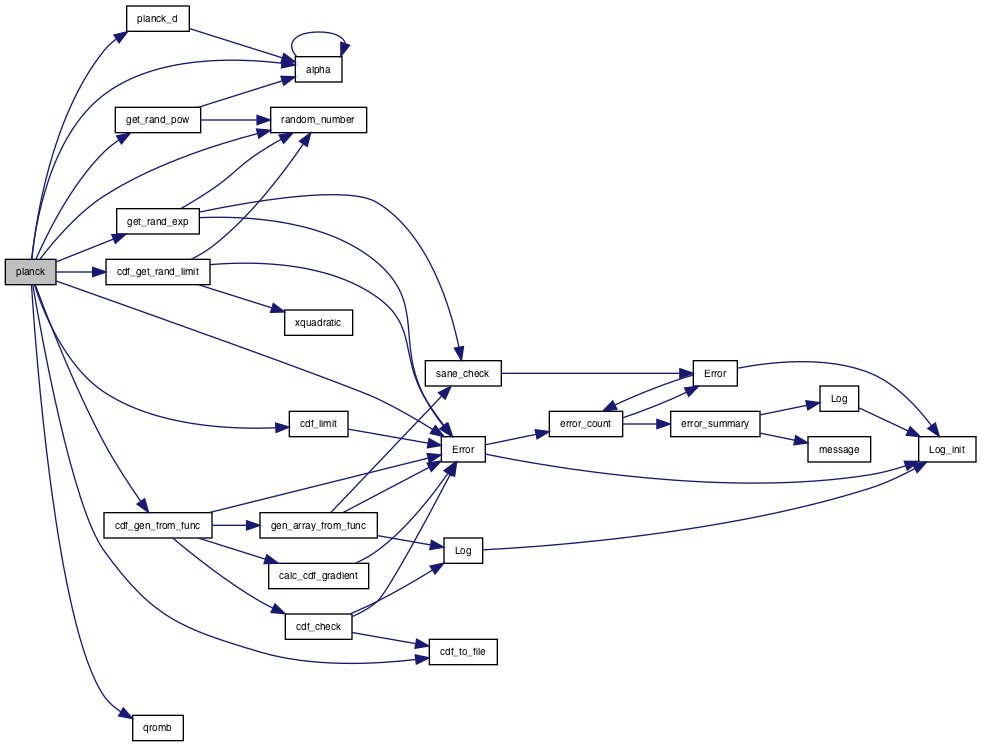 planck_d
alpha
get_rand_pow
random_number
get_rand_exp
planck
cdf_get_rand_limit
xquadratic
sane_check
Error
Log
cdf_limit
error_count
error_summary
Error
message
Log_init
cdf_gen_from_func
gen_array_from_func
Log
calc_cdf_gradient
cdf_check
cdf_to_file
qromb